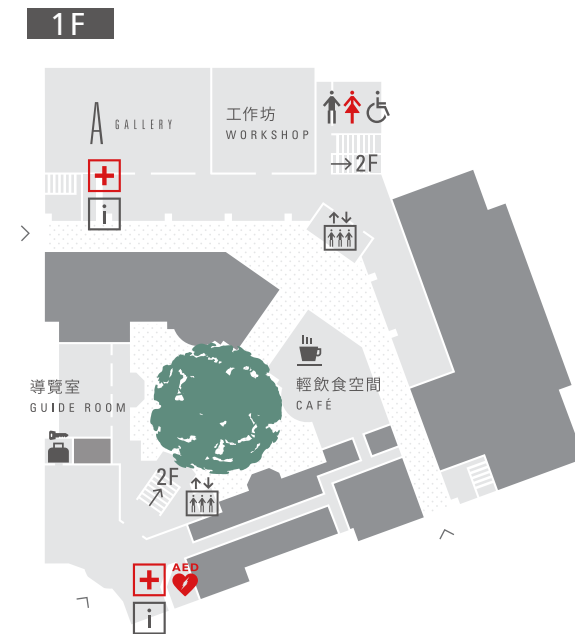 1F
A GALLERY
工作坊
WORKSHOP
→2F
i
輕飲食空間
CAFÉ
導覽室
GUIDE ROOM
2F
AED
i